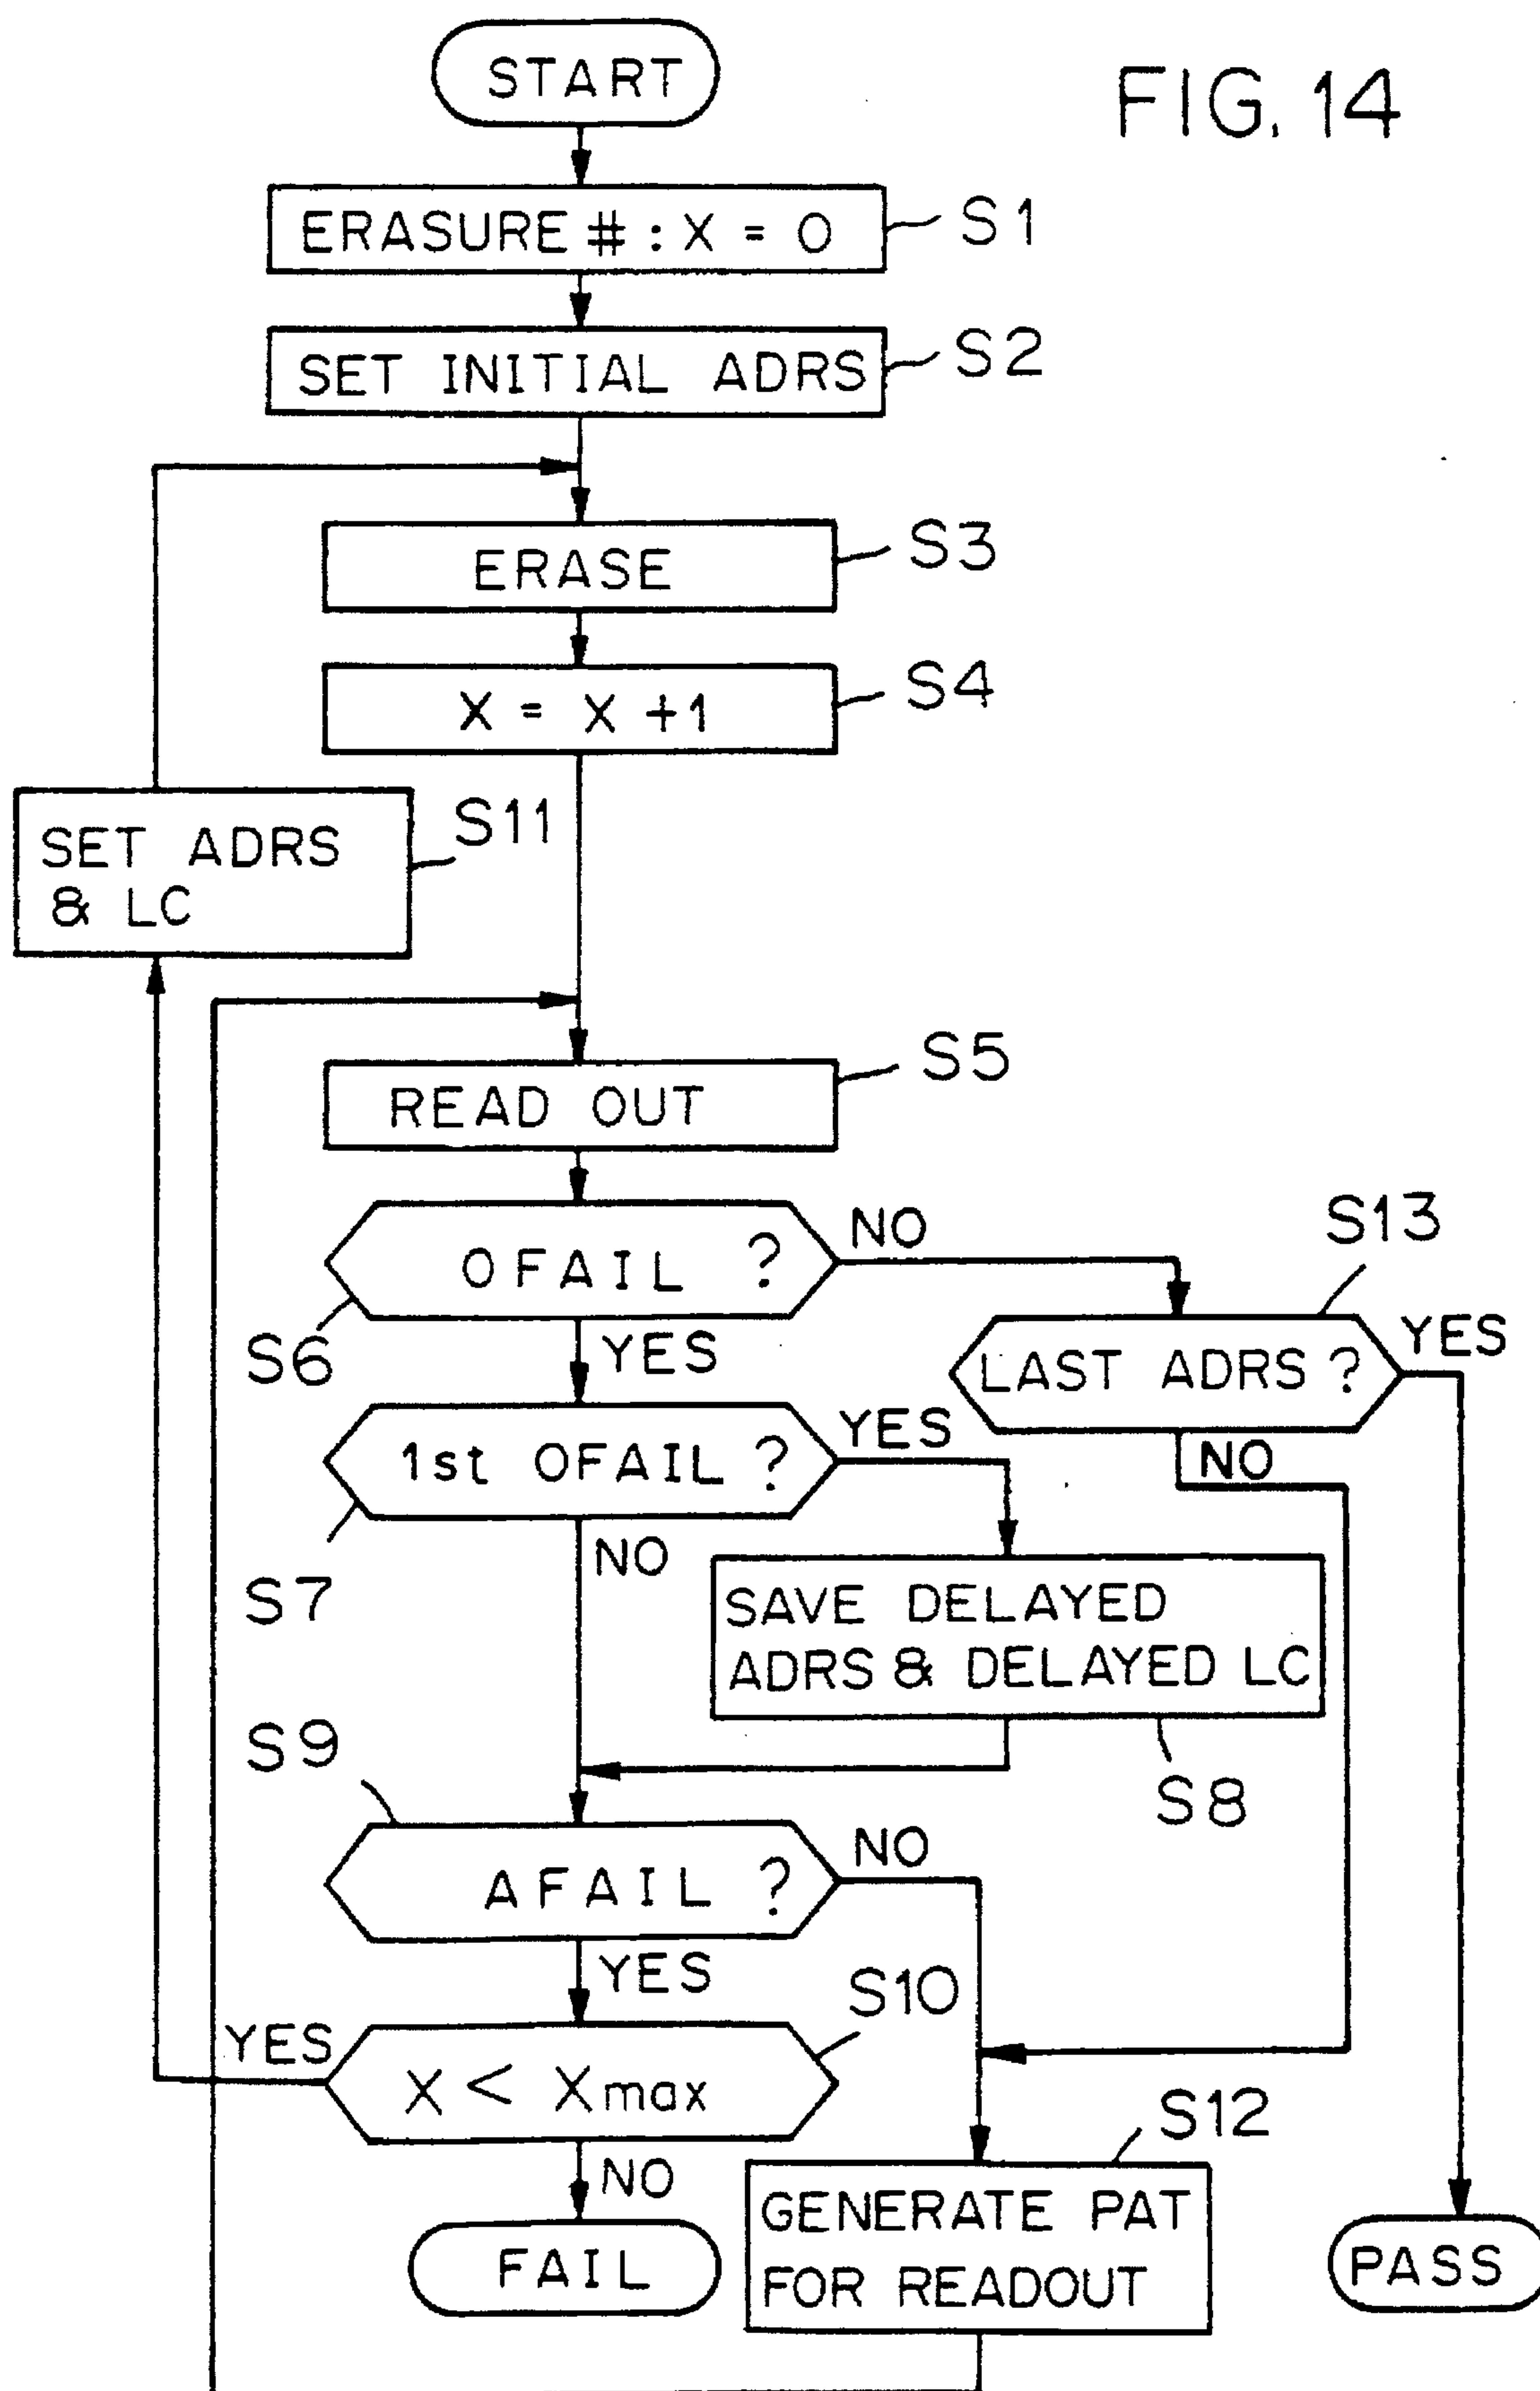 START
FIG. 14
ERASURE # : X = 0
S1
SET INITIAL ADRS
S2
ERASE
S3
X = X +1
S4
SET ADRS
& LC
S11
READ OUT
S5
OFAIL ?
NO
S6
YES
S13
LAST ADRS ?
YES
NO
1st OFAIL ?
YES
S7
NO
SAVE DELAYED
ADRS & DELAYED LC
S8
S9
AFAIL ?
NO
YES
S10
YES
X < Xmax
NO
S12
GENERATE PAT
FOR READOUT
FAIL
PASS